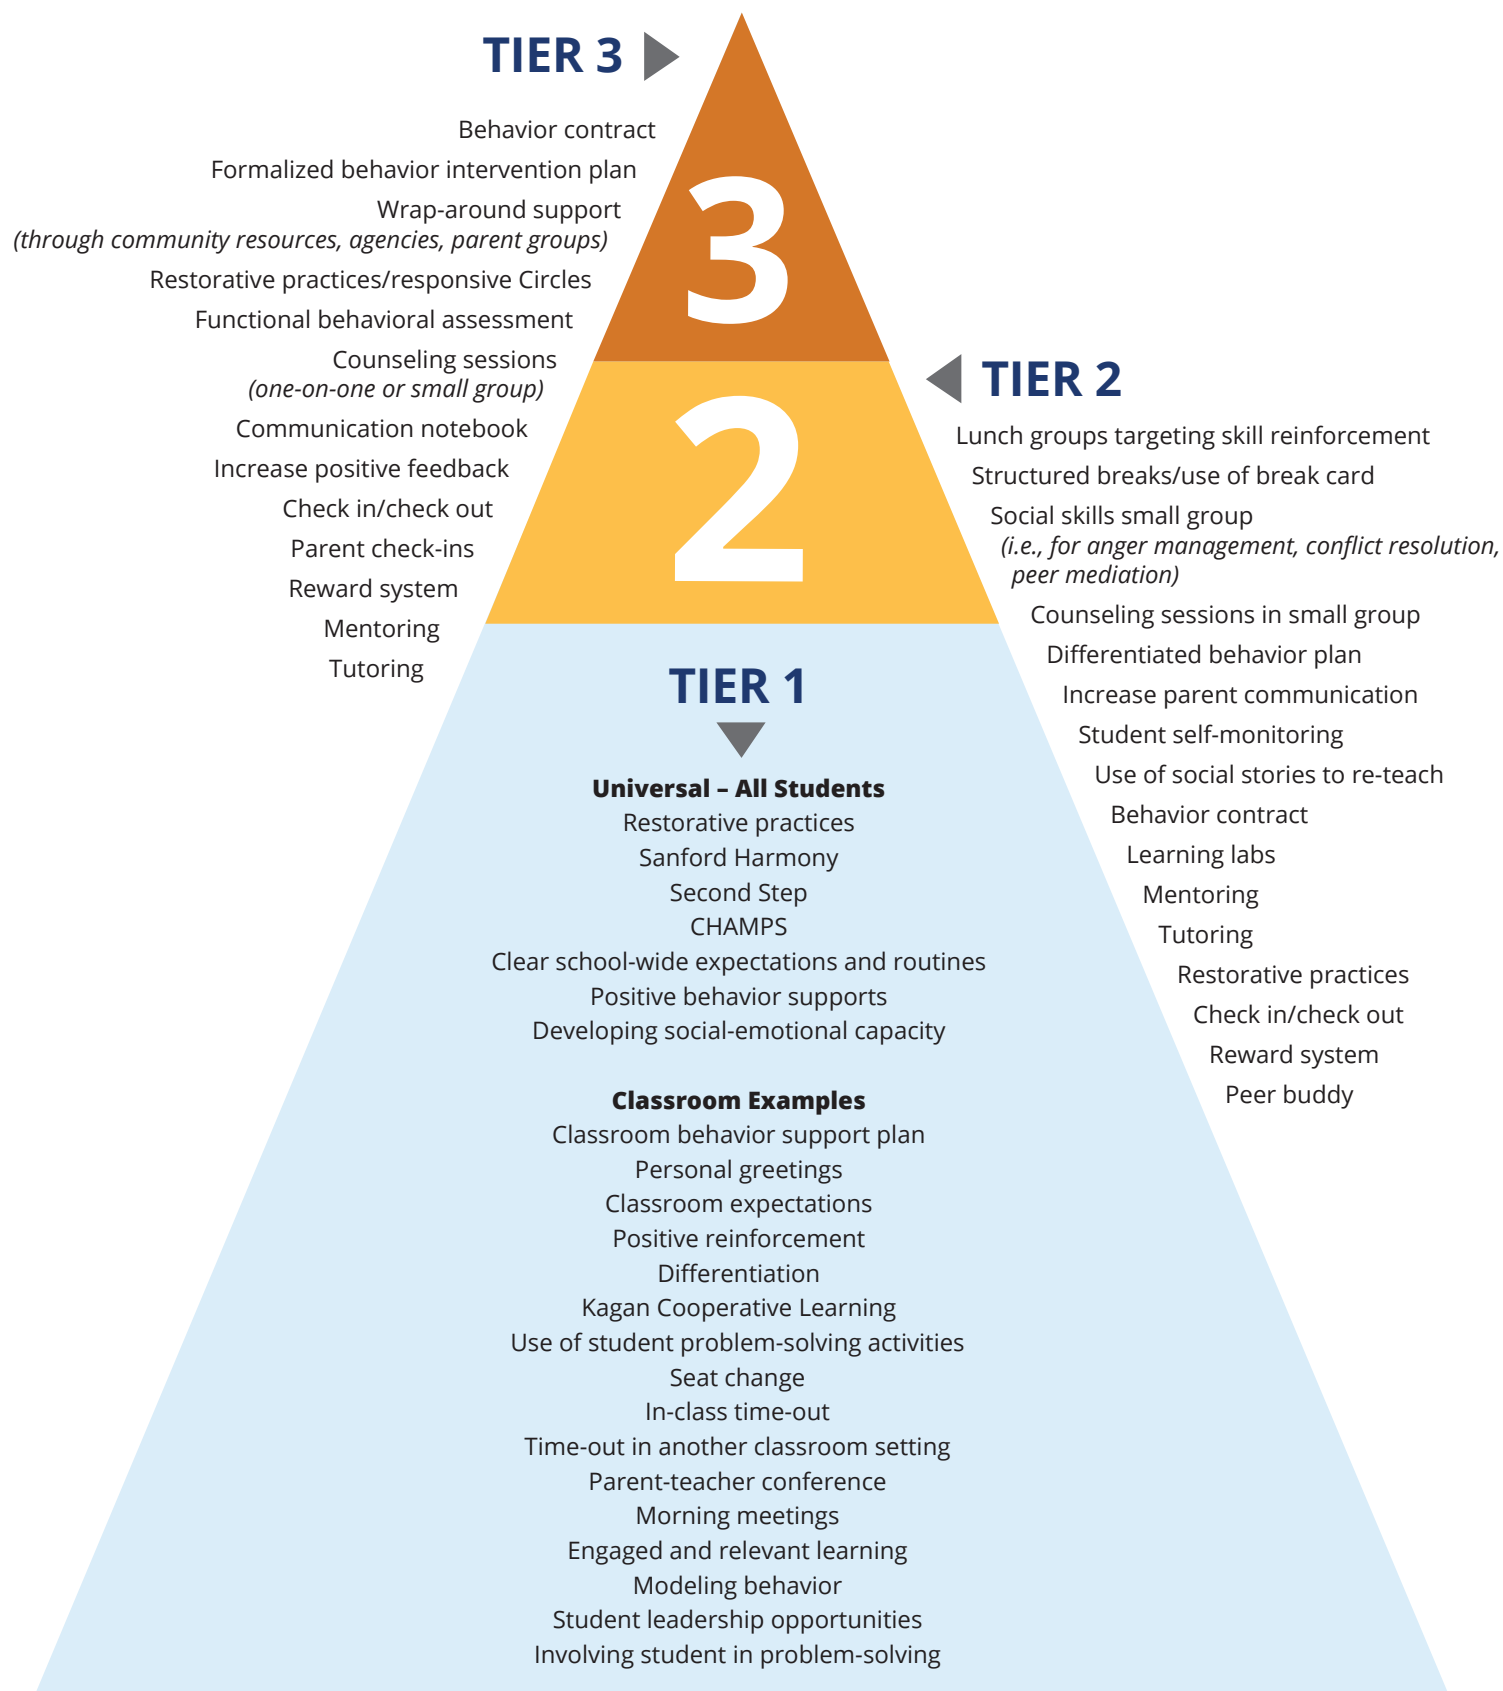 TIER 3
Behavior contract
Formalized behavior intervention plan
Wrap-around support
(through community resources, agencies, parent groups)
Restorative practices/responsive Circles
Functional behavioral assessment
Counseling sessions
(one-on-one or small group)
Communication notebook
Increase positive feedback
Check in/check out
Parent check-ins
Reward system
Mentoring
Tutoring
3
2
TIER 2
Lunch groups targeting skill reinforcement
Structured breaks/use of break card
Social skills small group
(i.e., for anger management, conflict resolution,
peer mediation)
Counseling sessions in small group
Differentiated behavior plan
Increase parent communication
Student self-monitoring
Use of social stories to re-teach
Behavior contract
Learning labs
Mentoring
Tutoring
Restorative practices
Check in/check out
Reward system
Peer buddy
TIER 1
Universal – All Students
Restorative practices
Sanford Harmony
Second Step
CHAMPS
Clear school-wide expectations and routines
Positive behavior supports
Developing social-emotional capacity
Classroom Examples
Classroom behavior support plan
Personal greetings
Classroom expectations
Positive reinforcement
Differentiation
Kagan Cooperative Learning
Use of student problem-solving activities
Seat change
In-class time-out
Time-out in another classroom setting
Parent-teacher conference
Morning meetings
Engaged and relevant learning
Modeling behavior
Student leadership opportunities
Involving student in problem-solving